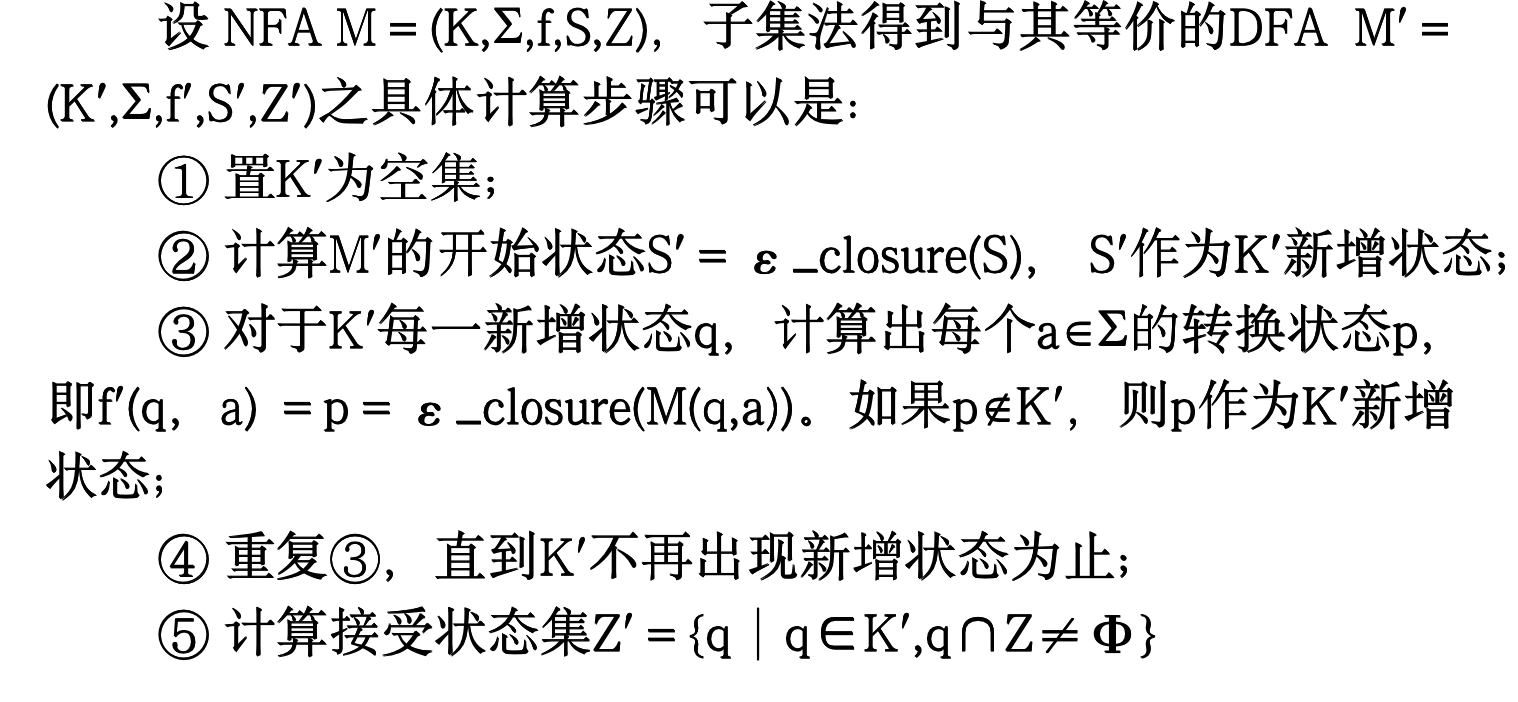 设 NFA M = (K,Σ,f,S,Z), 子集法得到与其等价的DFA M′ =
(K′,Σ,f′,S′,Z′)之具体计算步骤可以是:
① 置K′为空集;
② 计算M′的开始状态S′ = ε _closure(S), S′作为K′新增状态;
③ 对于K′每一新增状态q, 计算出每个a∈Σ的转换状态p,
即f′(q, a) = p = ε _closure(M(q,a))。如果p∉K′, 则p作为K′新增
状态;
④ 重复③, 直到K′不再出现新增状态为止;
⑤ 计算接受状态集Z′ = {q | q∈K′,q∩Z≠Φ}